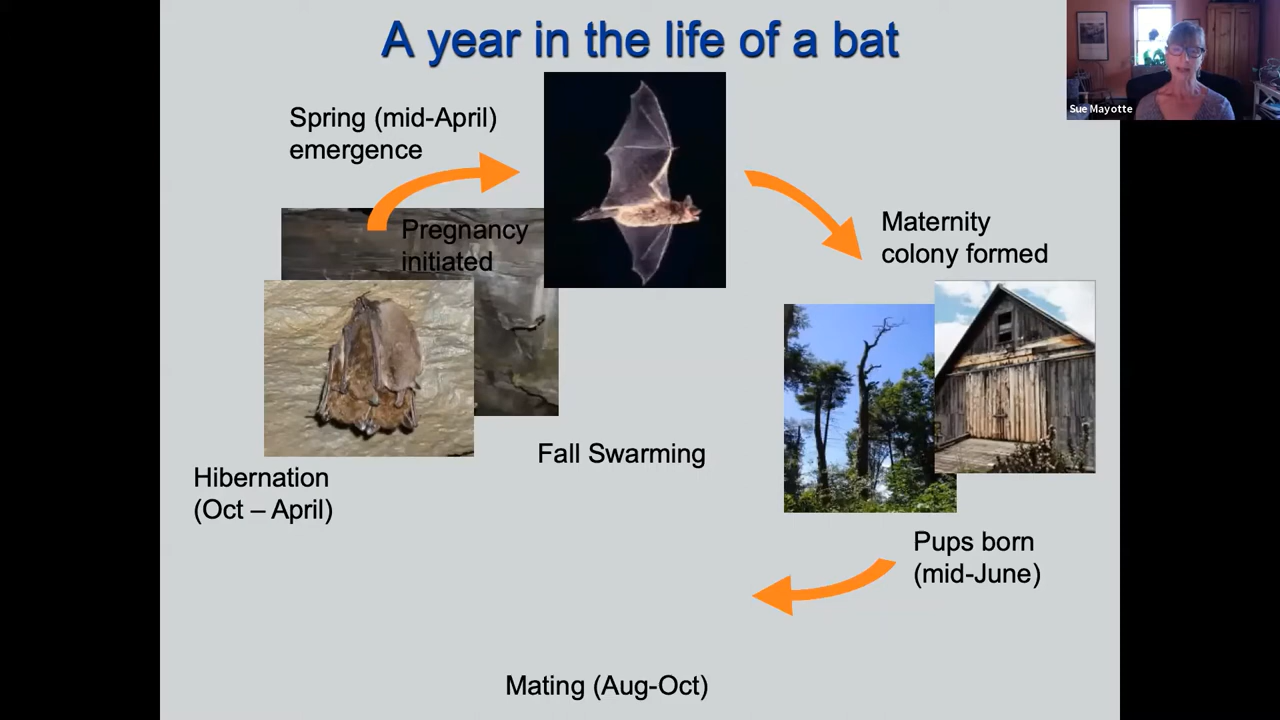 A year in the life of a bat
Sue Mayotte
Spring (mid-April)
emergence
Pregnancy
initiated
Maternity
colony formed
Fall Swarming
Hibernation
(Oct – April)
Pups born
(mid-June)
Mating (Aug-Oct)